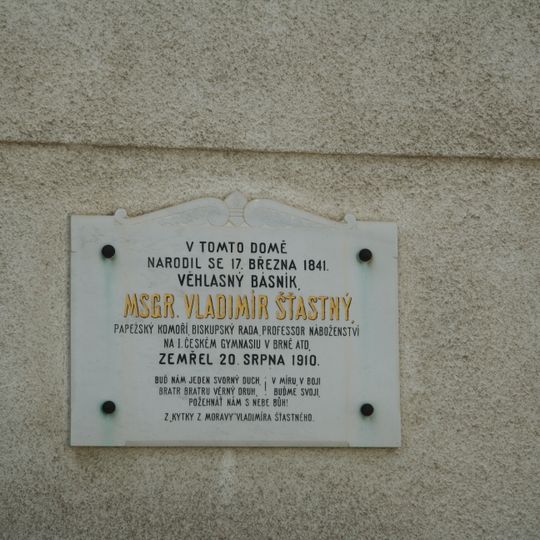 V TOMTO DOMĚ
NARODIL SE 17. BŘEZNA 1841.
VĚHLASNÝ BÁSNÍK,
MSGR. VLADIMÍR ŠŤASTNÝ,
PAPEŽSKÝ KOMOŘÍ, BISKUPSKÝ RADA, PROFESSOR NÁBOŽENSTVÍ
NA I. ČESKÉM GYMNASIU V BRNĚ ATD.
ZEMŘEL 20. SRPNA 1910.
BUĎ NÁM JEDEN SVORNÝ DUCH, V MÍRU, V BOJI
BRATR BRATRU VĚRNÝ DRUH, BUĎME SVOJI,
POŽEHNÁT NÁM S NEBE BŮH!
Z „KYTKY Z MORAVY" VLADIMÍRA ŠŤASTNÉHO.